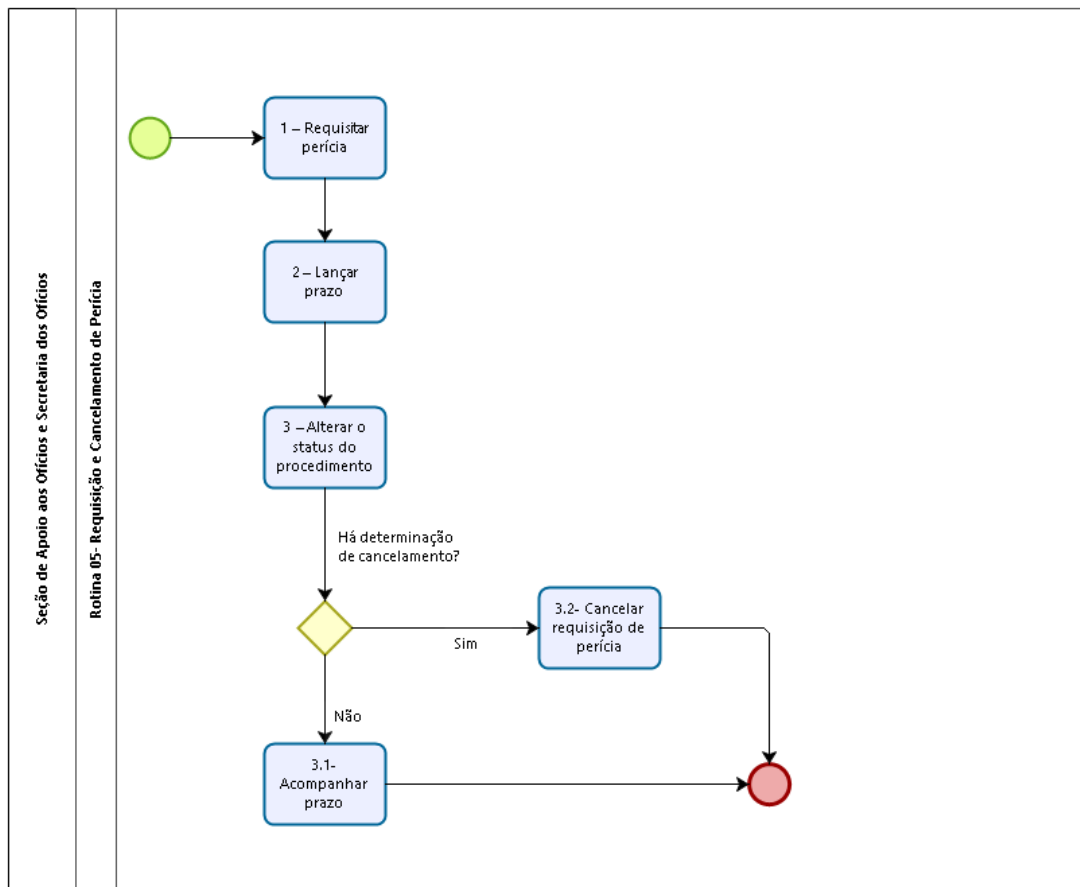 Seção de Apoio aos Ofícios e Secretaria dos Ofícios
Rotina 05- Requisição e Cancelamento de Perícia
1 – Requisitar
perícia
2 – Lançar
prazo
3 – Alterar o
status do
procedimento
Há determinação
de cancelamento?
3.2- Cancelar
requisição de
perícia
Sim
Não
3.1-
Acompanhar
prazo